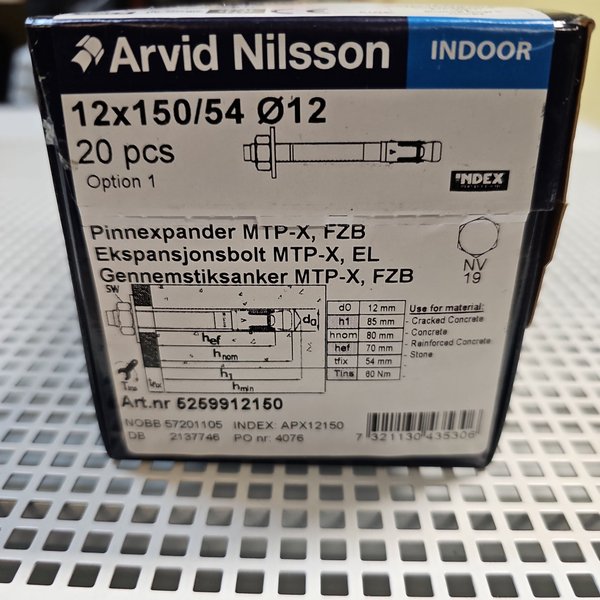 Arvid Nilsson
INDOOR
12x150/54 Ø12
20 pcs
Option 1
INDEX
Pinnexpander MTP-X, FZB
Ekspansjonsbolt MTP-X, EL
Gennemstiksanker MTP-X, FZB
NV
19
SW
d0
hef
hnom
h1
hmin
Tins
tfix
d0 12 mm
h1 85 mm
hnom 80 mm
hef 70 mm
tfix 54 mm
Tins 60 Nm
Use for material:
- Cracked Concrete
- Concrete
- Reinforced Concrete
- Stone
Art.nr 5259912150
NOBB 57201105 INDEX: APX12150
DB 2137746 PO nr: 4076
7 321130 435306